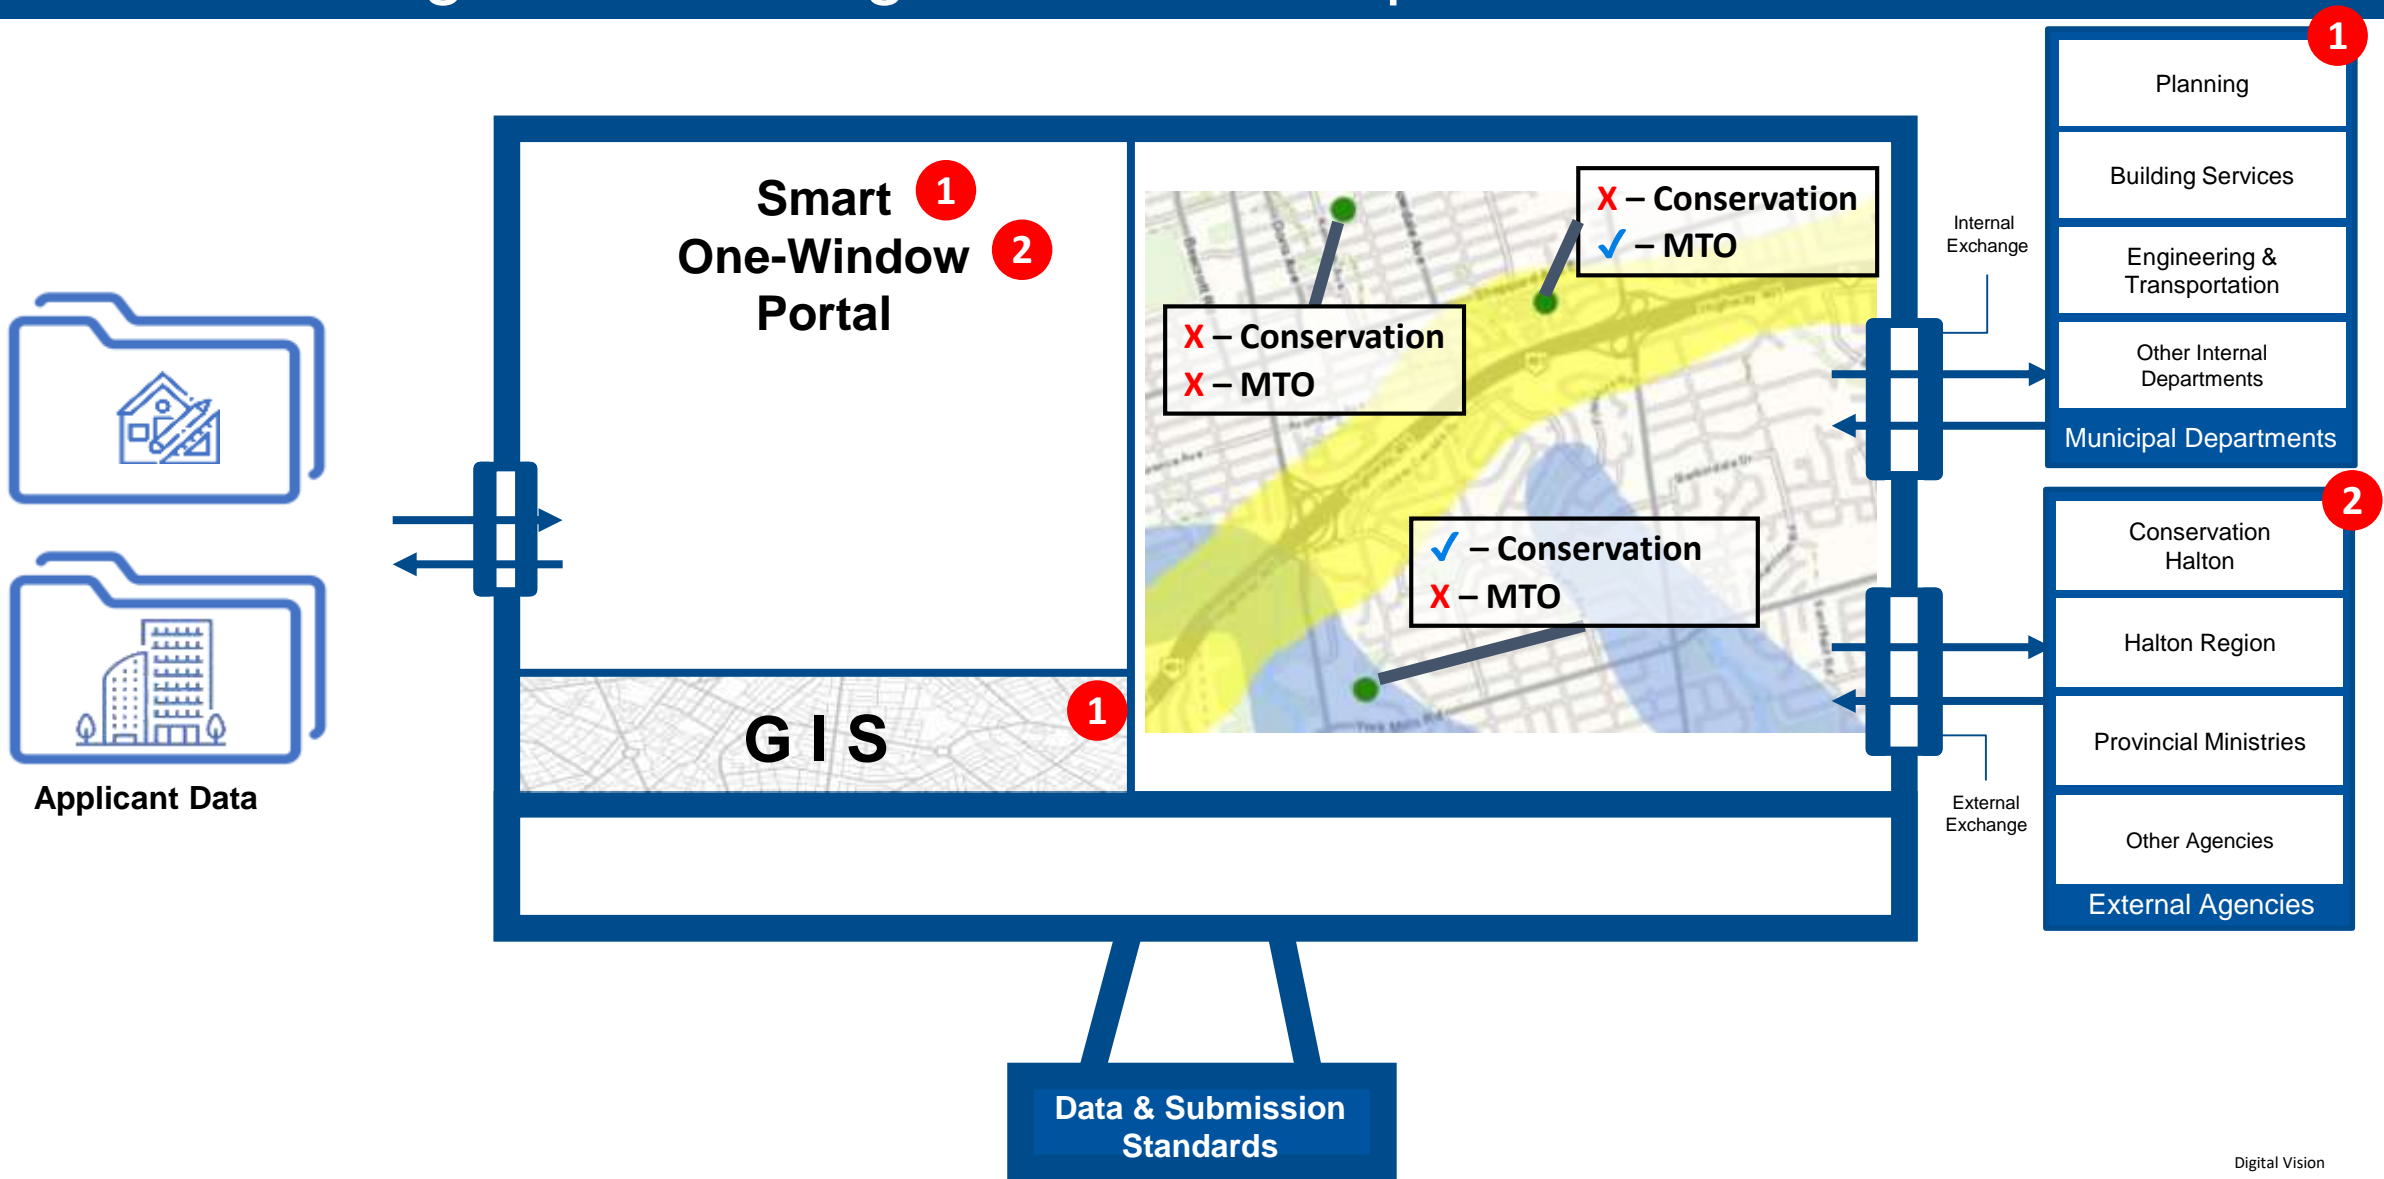 1
Planning
Building Services
Engineering &
Transportation
Other Internal
Departments
Municipal Departments
Internal
Exchange
Smart 1
One-Window 2
Portal
X – Conservation
✓ – MTO
X – Conservation
X – MTO
✓ – Conservation
X – MTO
G I S 1
Applicant Data
2
Conservation
Halton
Halton Region
Provincial Ministries
Other Agencies
External Agencies
External
Exchange
Data & Submission
Standards
Digital Vision